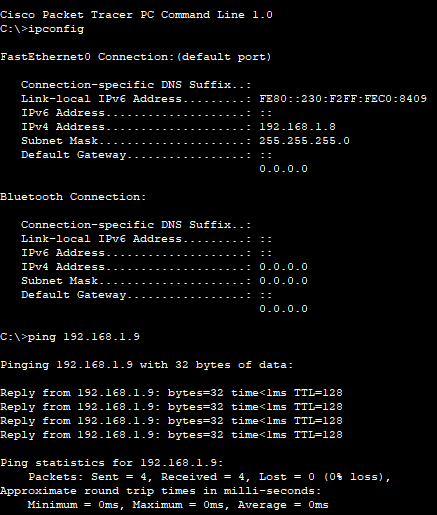 Cisco Packet Tracer PC Command Line 1.0
C:\>ipconfig

FastEthernet0 Connection:(default port)

   Connection-specific DNS Suffix..:
   Link-local IPv6 Address.........: FE80::230:F2FF:FEC0:8409
   IPv6 Address....................: ::
   IPv4 Address....................: 192.168.1.8
   Subnet Mask.....................: 255.255.255.0
   Default Gateway.................: ::
                                     0.0.0.0

Bluetooth Connection:

   Connection-specific DNS Suffix..:
   Link-local IPv6 Address.........: ::
   IPv6 Address....................: ::
   IPv4 Address....................: 0.0.0.0
   Subnet Mask.....................: 0.0.0.0
   Default Gateway.................: ::
                                     0.0.0.0

C:\>ping 192.168.1.9

Pinging 192.168.1.9 with 32 bytes of data:

Reply from 192.168.1.9: bytes=32 time<1ms TTL=128
Reply from 192.168.1.9: bytes=32 time<1ms TTL=128
Reply from 192.168.1.9: bytes=32 time<1ms TTL=128
Reply from 192.168.1.9: bytes=32 time<1ms TTL=128

Ping statistics for 192.168.1.9:
    Packets: Sent = 4, Received = 4, Lost = 0 (0% loss),
Approximate round trip times in milli-seconds:
    Minimum = 0ms, Maximum = 0ms, Average = 0ms